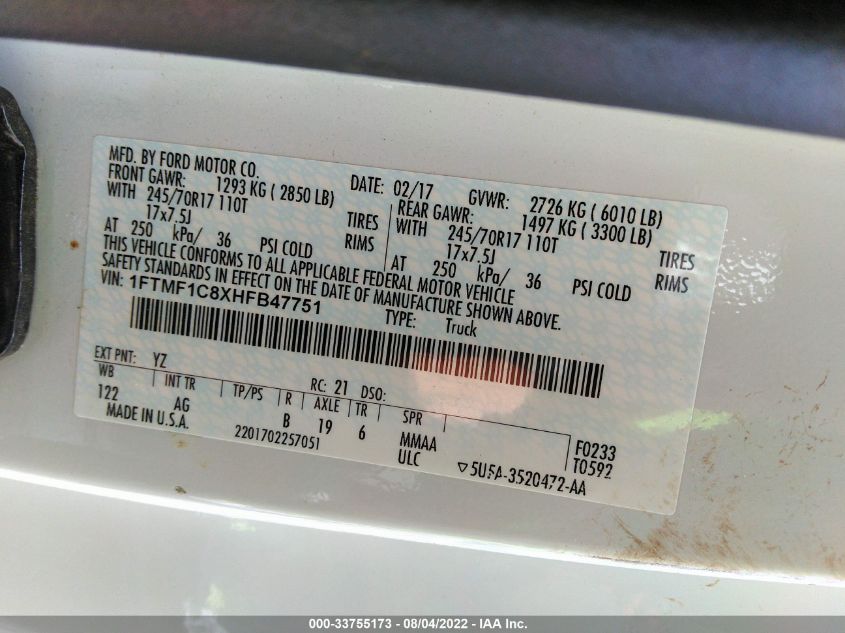 MFD. BY FORD MOTOR CO.
DATE: 02/17
GVWR: 2726 KG ( 6010 LB)
FRONT GAWR: 1293 KG ( 2850 LB)
REAR GAWR: 1497 KG ( 3300 LB)
WITH 245/70R17 110T TIRES
WITH 245/70R17 110T TIRES
17x7.5J RIMS
17x7.5J RIMS
AT 250 kPa/ 36 PSI COLD
AT 250 kPa/ 36 PSI COLD
THIS VEHICLE CONFORMS TO ALL APPLICABLE FEDERAL MOTOR VEHICLE
SAFETY STANDARDS IN EFFECT ON THE DATE OF MANUFACTURE SHOWN ABOVE.
VIN: 1FTMF1C8XHFB47751
TYPE: Truck
EXT PNT: YZ RC: 21 DSO:
WB INT TR TP/PS R AXLE TR SPR
122 AG B 19 6 MMAA F0233
MADE IN U.S.A. 2201702257051 ULC T0592
▽5USA-3520472-AA
000-33755173 - 08/04/2022 - IAA Inc.